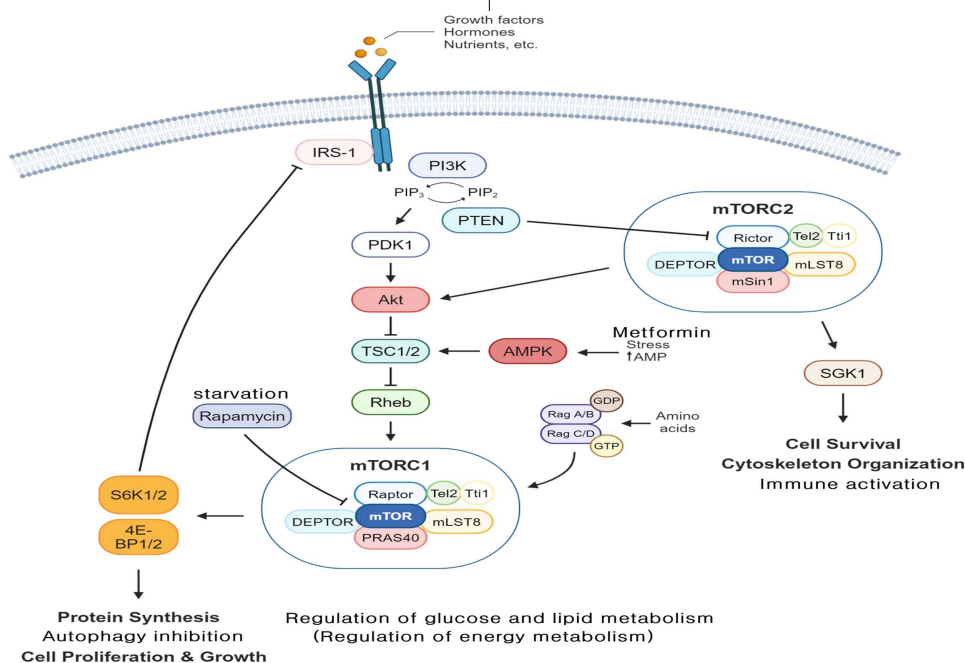 Growth factors
Hormones
Nutrients, etc.
IRS-1
PI3K
PIP3
PIP2
PTEN
PDK1
Akt
TSC1/2
AMPK
Metformin
Stress
↑AMP
Rheb
mTORC2
Rictor
Tel2
Tti1
DEPTOR
mTOR
mLST8
mSin1
SGK1
Cell Survival
Cytoskeleton Organization
Immune activation
starvation
Rapamycin
GDP
Rag A/B
Rag C/D
GTP
Amino
acids
mTORC1
Raptor
Tel2
Tti1
DEPTOR
mTOR
mLST8
PRAS40
S6K1/2
4E-
BP1/2
Protein Synthesis
Autophagy inhibition
Cell Proliferation & Growth
Regulation of glucose and lipid metabolism
(Regulation of energy metabolism)